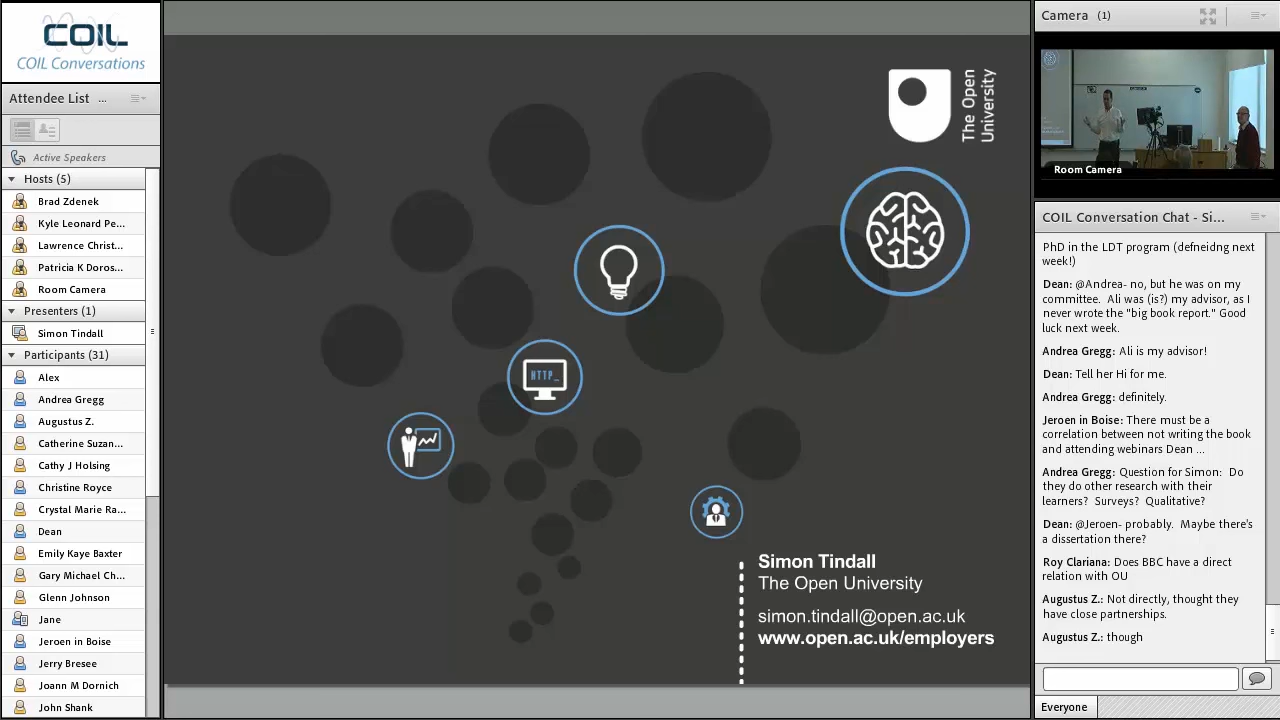 COIL
COIL Conversations
Attendee List ...
Active Speakers
Hosts (5)
Brad Zdenek
Kyle Leonard Pe...
Lawrence Christ...
Patricia K Doros...
Room Camera
Presenters (1)
Simon Tindall
Participants (31)
Alex
Andrea Gregg
Augustus Z.
Catherine Suzan...
Cathy J Holsing
Christine Royce
Crystal Marie Ra...
Dean
Emily Kaye Baxter
Gary Michael Ch...
Glenn Johnson
Jane
Jeroen in Boise
Jerry Bresee
Joann M Dornich
John Shank
The Open
University
HTTP_
Simon Tindall
The Open University
simon.tindall@open.ac.uk
www.open.ac.uk/employers
Camera (1)
Room Camera
COIL Conversation Chat - Si...
PhD in the LDT program (defneidng next
week!)
Dean: @Andrea- no, but he was on my
committee. Ali was (is?) my advisor, as I
never wrote the "big book report." Good
luck next week.
Andrea Gregg: Ali is my advisor!
Dean: Tell her Hi for me.
Andrea Gregg: definitely.
Jeroen in Boise: There must be a
correlation between not writing the book
and attending webinars Dean ...
Andrea Gregg: Question for Simon: Do
they do other research with their
learners? Surveys? Qualitative?
Dean: @Jeroen- probably. Maybe there's
a dissertation there?
Roy Clariana: Does BBC have a direct
relation with OU
Augustus Z.: Not directly, thought they
have close partnerships.
Augustus Z.: though
Everyone